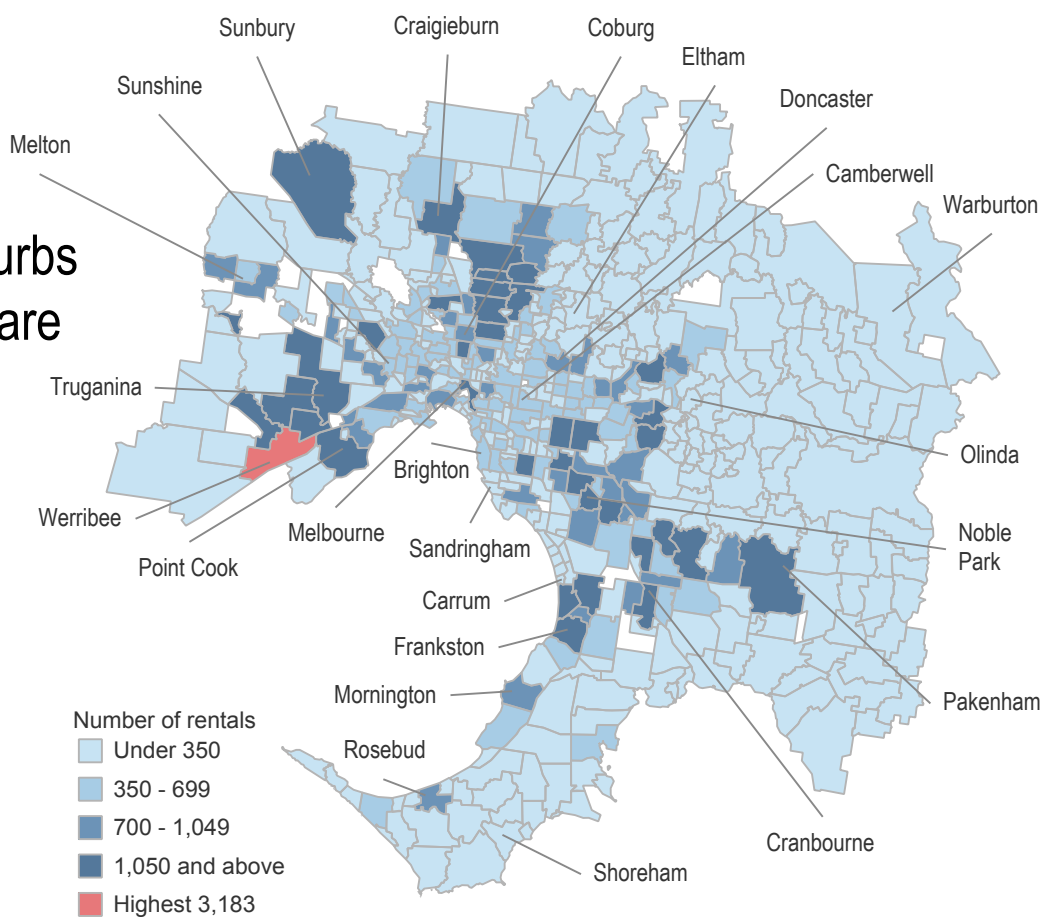 Sunbury
Craigieburn
Coburg
Eltham
Sunshine
Doncaster
Melton
Camberwell
Warburton
urbs
are
Truganina
Olinda
Brighton
Werribee
Melbourne
Noble
Park
Sandringham
Point Cook
Carrum
Frankston
Mornington
Pakenham
Number of rentals
Rosebud
Under 350
350 - 699
700 - 1,049
Cranbourne
1,050 and above
Shoreham
Highest 3,183